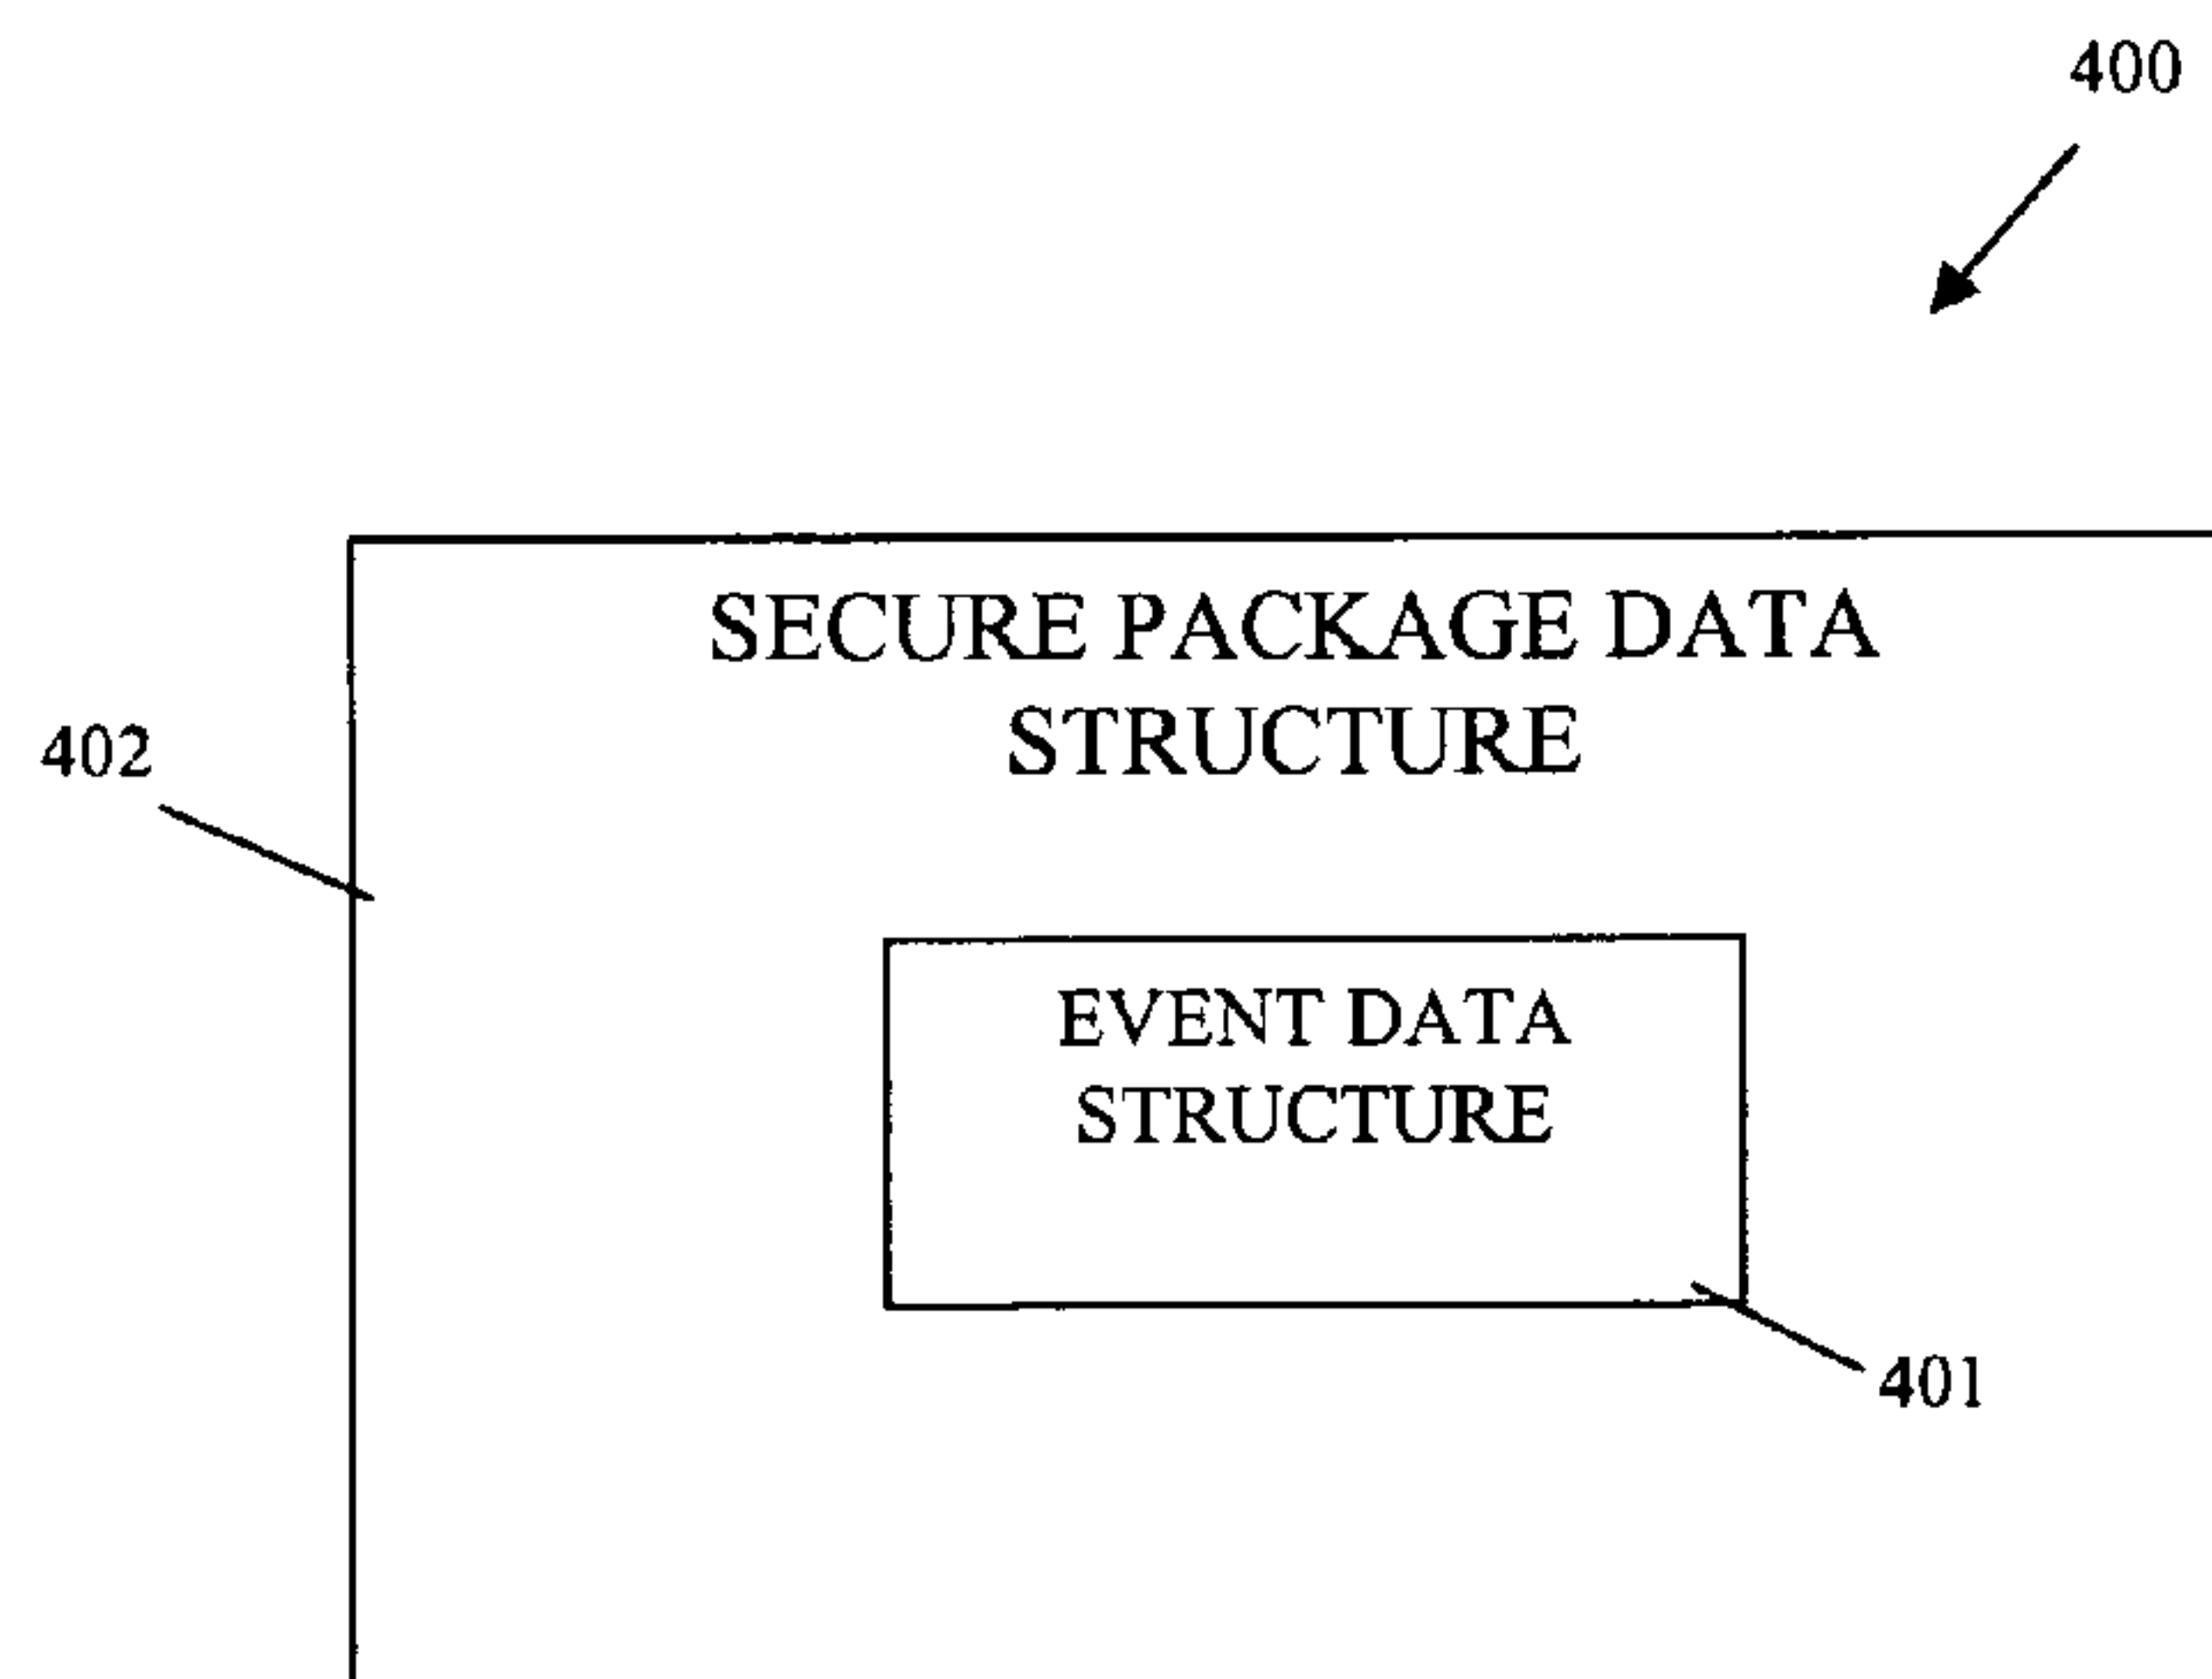 400
SECURE PACKAGE DATA
STRUCTURE
402
EVENT DATA
STRUCTURE
401